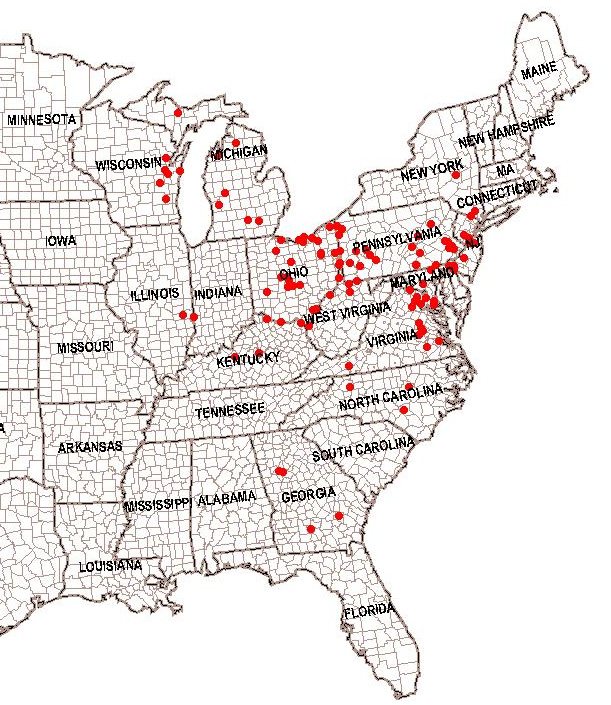 MAINE
MINNESOTA
NEW HAMPSHIRE
MICHIGAN
WISCONSIN
NEW YORK
MA
CONNECTICUT
IOWA
PENNSYLVANIA
NJ
OHIO
MARYLAND
ILLINOIS
INDIANA
WEST VIRGINIA
VIRGINIA
MISSOURI
KENTUCKY
NORTH CAROLINA
TENNESSEE
A
ARKANSAS
SOUTH CAROLINA
MISSISSIPPI
ALABAMA
GEORGIA
LOUISIANA
FLORIDA